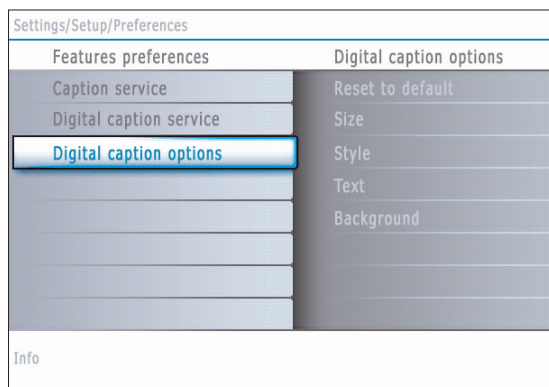 Settings/Setup/Preferences
Features preferences
Caption service
Digital caption service
Digital caption options
Digital caption options
Reset to default
Size
Style
Text
Background
Info